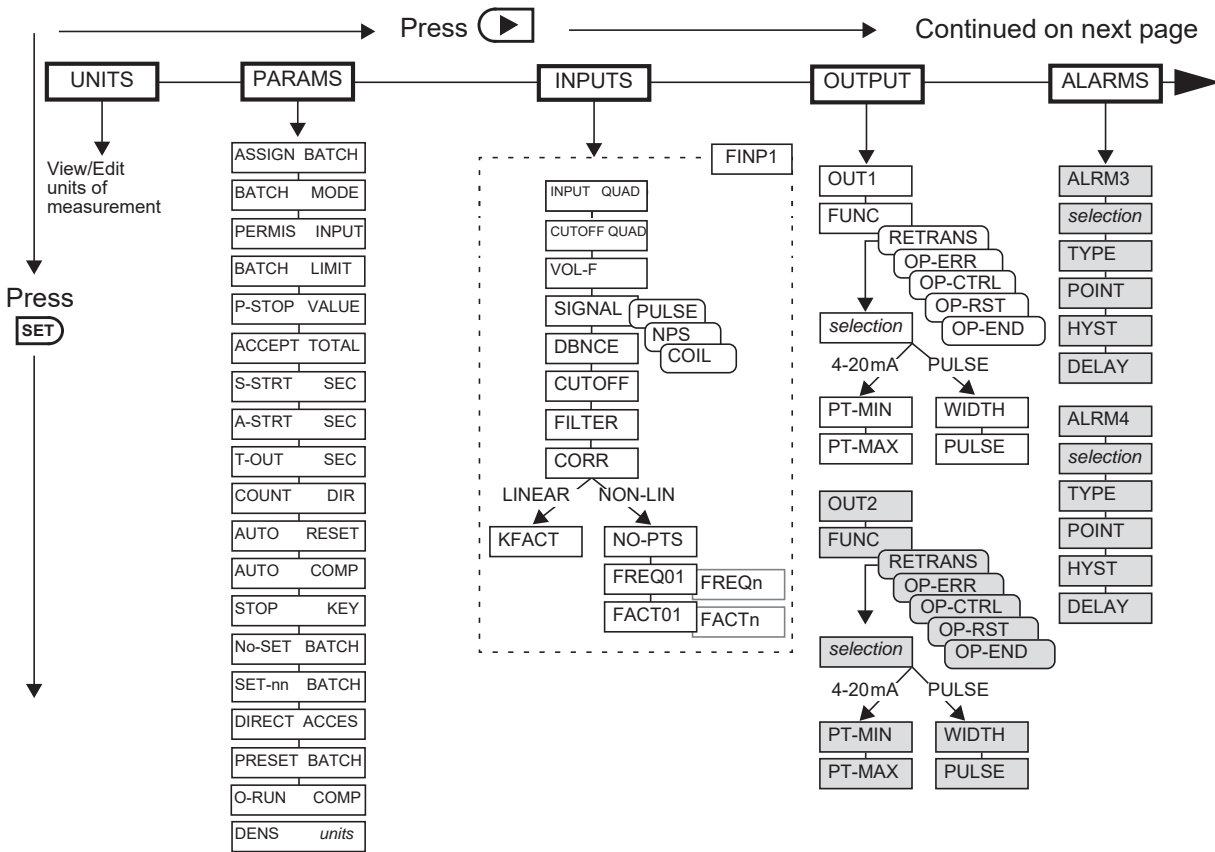 Press
Continued on next page
UNITS
PARAMS
INPUTS
OUTPUT
ALARMS
View/Edit
units of
measurement
Press
SET
ASSIGN BATCH
BATCH MODE
PERMIS INPUT
BATCH LIMIT
P-STOP VALUE
ACCEPT TOTAL
S-STRT SEC
A-STRT SEC
T-OUT SEC
COUNT DIR
AUTO RESET
AUTO COMP
STOP KEY
No-SET BATCH
SET-nn BATCH
DIRECT ACCES
PRESET BATCH
O-RUN COMP
DENS units
FINP1
INPUT QUAD
CUTOFF QUAD
VOL-F
SIGNAL
PULSE
NPS
COIL
DBNCE
CUTOFF
FILTER
CORR
LINEAR
NON-LIN
KFACT
NO-PTS
FREQ01
FREQn
FACT01
FACTn
OUT1
FUNC
RETRANS
OP-ERR
OP-CTRL
OP-RST
OP-END
selection
4-20mA
PULSE
PT-MIN
WIDTH
PT-MAX
PULSE
OUT2
FUNC
RETRANS
OP-ERR
OP-CTRL
OP-RST
OP-END
selection
4-20mA
PULSE
PT-MIN
WIDTH
PT-MAX
PULSE
ALRM3
selection
TYPE
POINT
HYST
DELAY
ALRM4
selection
TYPE
POINT
HYST
DELAY